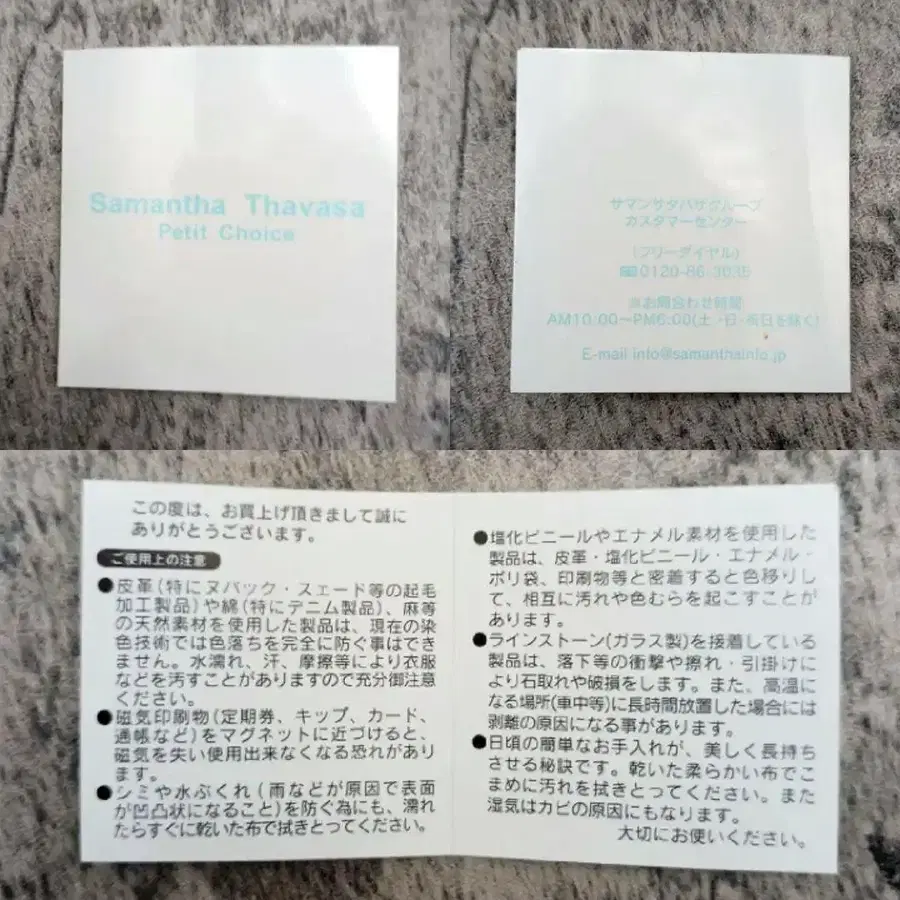 Samantha Thavasa
Petit Choice
サマンサタバサグループ
カスタマーセンター
(フリーダイヤル)
0120-86-3035
※お問合わせ時間
AM10:00～PM6:00(土・日・祝日を除く)
E-mail info@samanthainfo.jp
この度は、お買上げ頂きまして誠に
ありがとうございます。
ご使用上の注意
●皮革(特にヌバック・スェード等の起毛
加工製品)や綿(特にデニム製品)、麻等
の天然素材を使用した製品は、現在の染
色技術では色落ちを完全に防ぐ事はでき
ません。水濡れ、汗、摩擦等により衣服
などを汚すことがありますので充分御注意
ください。
●磁気印刷物(定期券、キップ、カード、
通帳など)をマグネットに近づけると、
磁気を失い使用出来なくなる恐れがあり
ます。
●シミや水ぶくれ(雨などが原因で表面
が凹凸状になること)を防ぐ為にも、濡れ
たらすぐに乾いた布で拭きとってください。
●塩化ビニールやエナメル素材を使用した
製品は、皮革・塩化ビニール・エナメル・
ポリ袋、印刷物等と密着すると色移りし
て、相互に汚れや色むらを起こすことが
あります。
●ラインストーン(ガラス製)を接着している
製品は、落下等の衝撃や擦れ・引掛けに
より石取れや破損をします。また、高温に
なる場所(車中等)に長時間放置した場合には
剥離の原因になる事があります。
●日頃の簡単なお手入れが、美しく長持ち
させる秘訣です。乾いた柔らかい布でこ
まめに汚れを拭きとってください。また
湿気はカビの原因にもなります。
大切にお使いください。